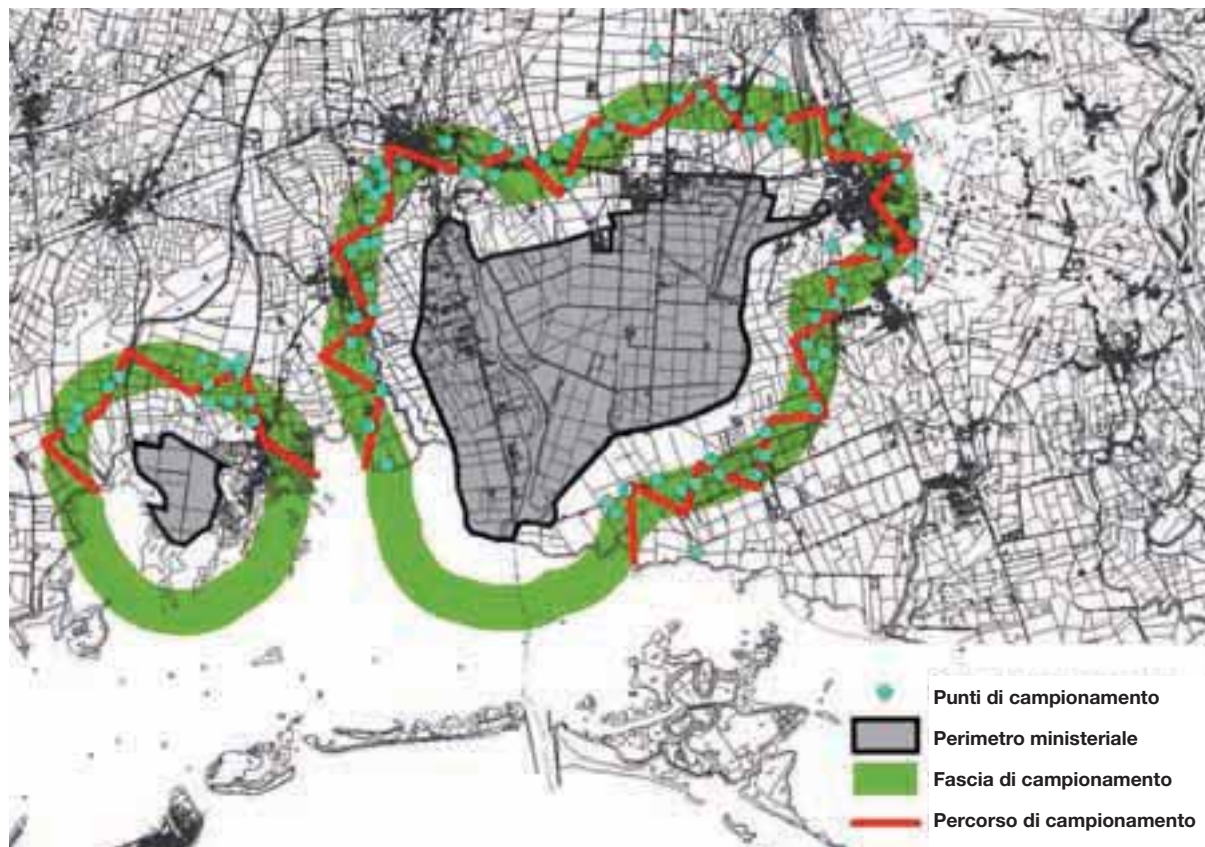 Punti di campionamento
Perimetro ministeriale
Fascia di campionamento
Percorso di campionamento